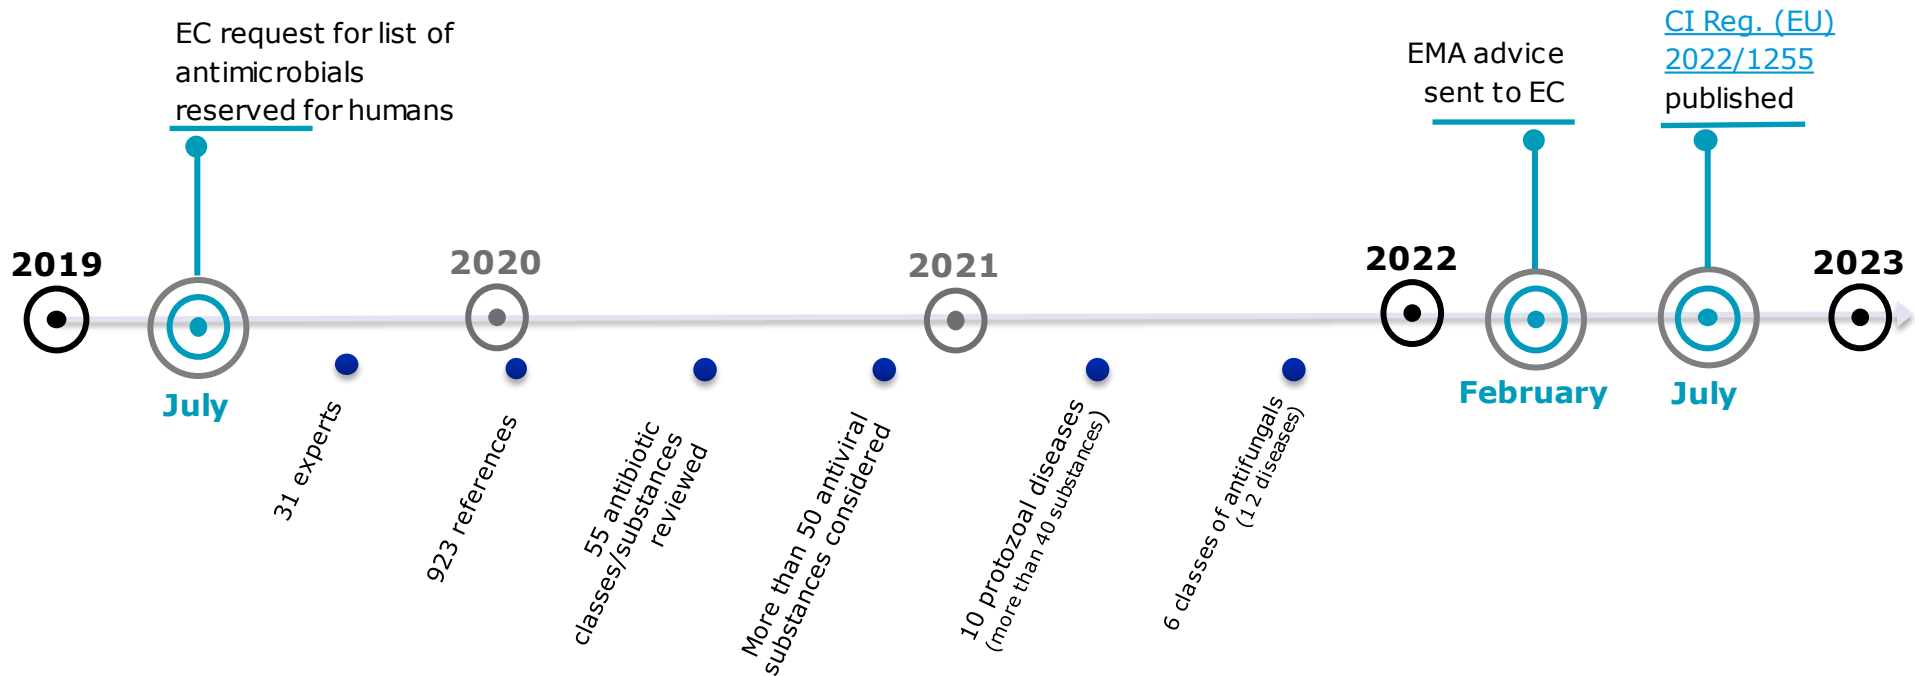 EC request for list of
antimicrobials
reserved for humans
EMA advice
sent to EC
CI Reg. (EU)
2022/1255
published
2019
2020
2021
2022
2023
July
February
July
31 experts
923 references
55 antibiotic
classes/substances
reviewed
More than 50 antiviral
substances considered
10 protozoal diseases
(more than 40 substances)
6 classes of antifungals
(12 diseases)